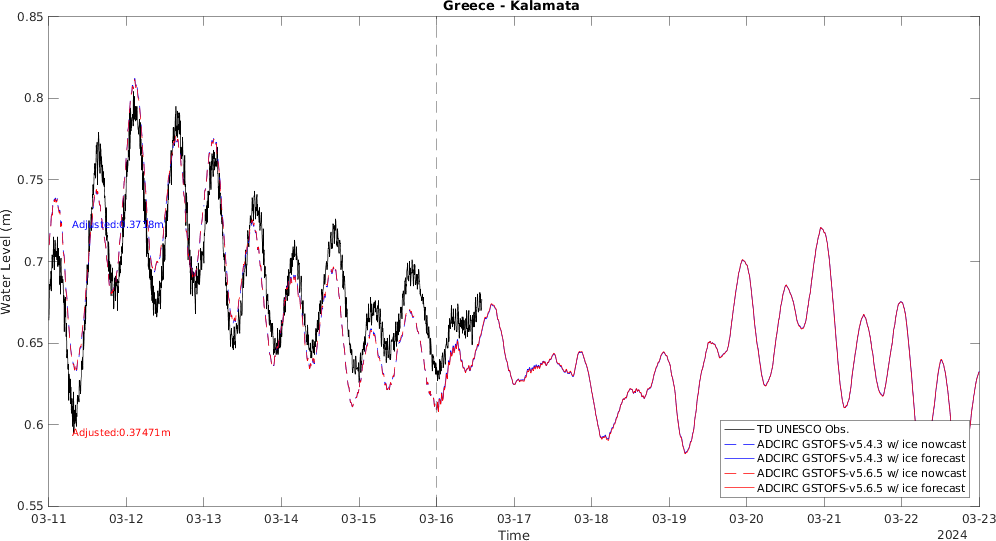 Greece - Kalamata
0.85
0.8
0.75
0.7
0.65
0.6
0.55
Water Level (m)
Adjusted:0.3718m
Adjusted:0.37471m
TD UNESCO Obs.
ADCIRC GSTOFS-v5.4.3 w/ ice nowcast
ADCIRC GSTOFS-v5.4.3 w/ ice forecast
ADCIRC GSTOFS-v5.6.5 w/ ice nowcast
ADCIRC GSTOFS-v5.6.5 w/ ice forecast
03-11 03-12 03-13 03-14 03-15 03-16 03-17 03-18 03-19 03-20 03-21 03-22 03-23
Time
2024